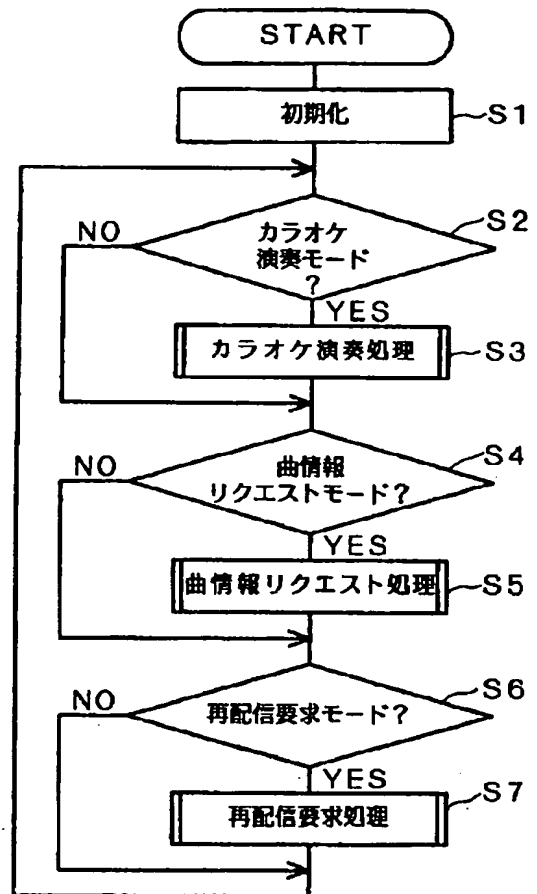 START
初期化
S1
カラオケ
演奏モード
?
S2
NO
YES
カラオケ演奏処理
S3
曲情報
リクエストモード?
S4
NO
YES
曲情報リクエスト処理
S5
再配信要求モード?
S6
NO
YES
再配信要求処理
S7